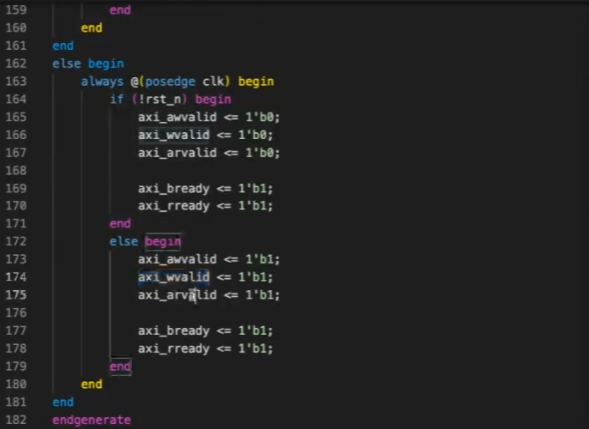 159 end
160 end
161 end
162 else begin
163 always @(posedge clk) begin
164 if (!rst_n) begin
165 axi_awvalid <= 1'b0;
166 axi_wvalid <= 1'b0;
167 axi_arvalid <= 1'b0;
168
169 axi_bready <= 1'b1;
170 axi_rready <= 1'b1;
171 end
172 else begin
173 axi_awvalid <= 1'b1;
174 axi_wvalid <= 1'b1;
175 axi_arvalid <= 1'b1;
176
177 axi_bready <= 1'b1;
178 axi_rready <= 1'b1;
179 end
180 end
181 end
182 endgenerate